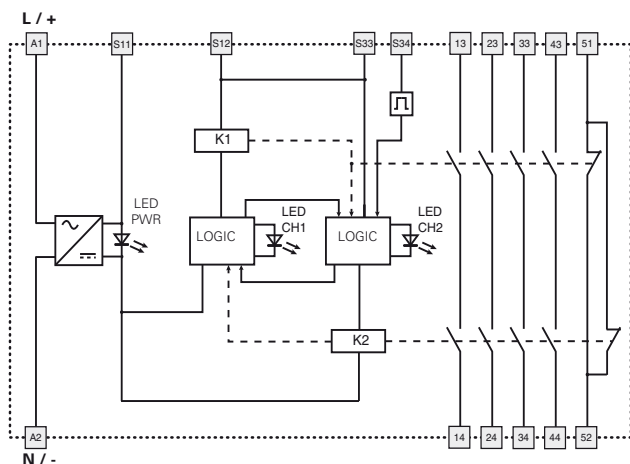 L / +
A1 S11 S12 S33 S34 13 23 33 43 51
K1
LED
PWR
LED
CH1
LED
CH2
LOGIC
LOGIC
K2
A2 14 24 34 44 52
N / -